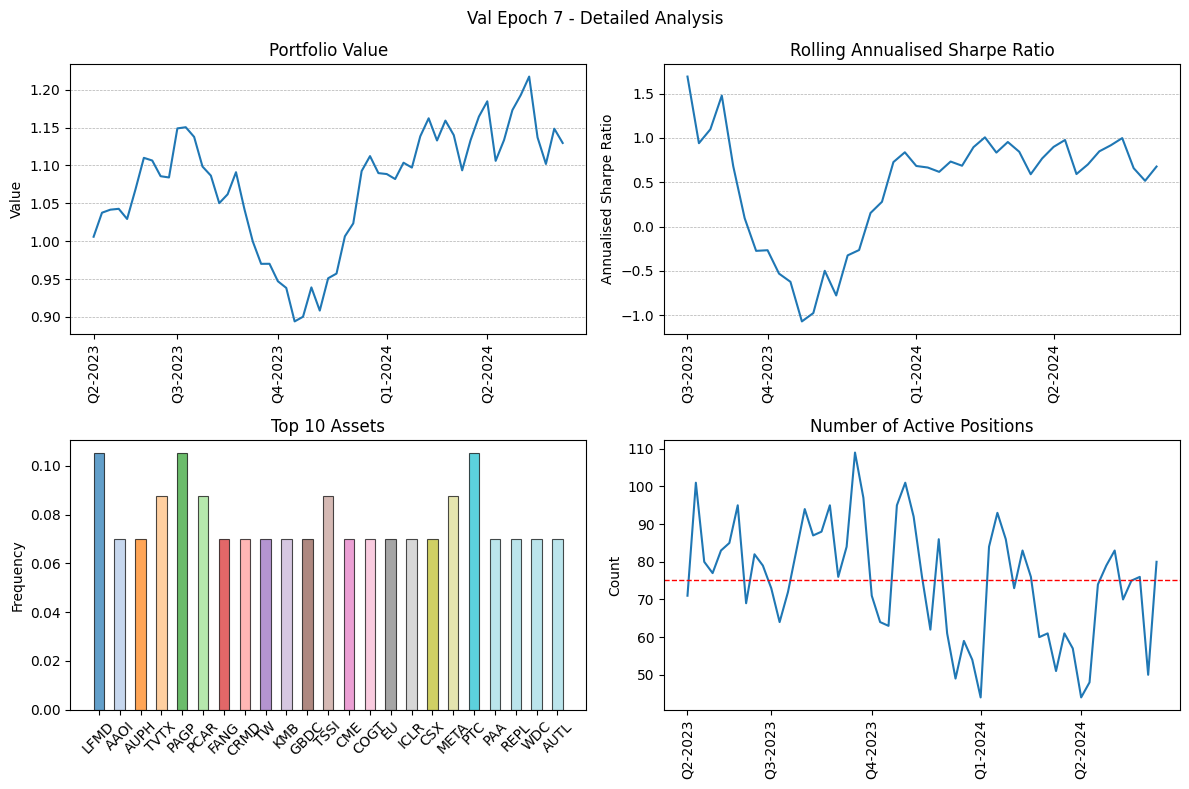 Val Epoch 7 - Detailed Analysis
Portfolio Value
Value
1.20
1.15
1.10
1.05
1.00
0.95
0.90
Q2-2023
Q3-2023
Q4-2023
Q1-2024
Q2-2024
Rolling Annualised Sharpe Ratio
Annualised Sharpe Ratio
1.5
1.0
0.5
0.0
−0.5
−1.0
Q3-2023
Q4-2023
Q1-2024
Q2-2024
Top 10 Assets
Frequency
0.10
0.08
0.06
0.04
0.02
0.00
LFMD
AAOI
AUPH
TVTX
PAGP
PCAR
FANG
CRMD
TW
KMB
GBDC
TSSI
CME
COGT
EU
ICLR
CSX
META
PTC
PAA
REPL
WDC
AUTL
Number of Active Positions
Count
110
100
90
80
70
60
50
Q2-2023
Q3-2023
Q4-2023
Q1-2024
Q2-2024